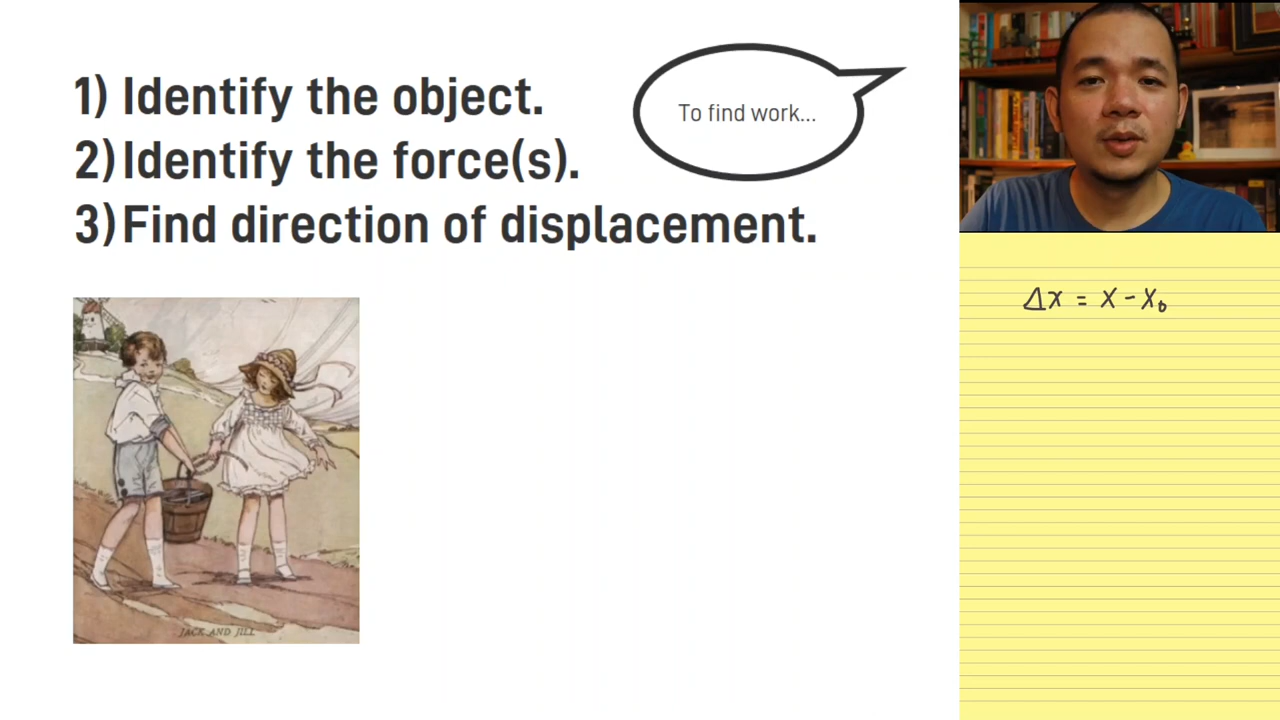 1) Identify the object.
2) Identify the force(s).
3) Find direction of displacement.
To find work...
JACK AND JILL
Δx = x - x₀